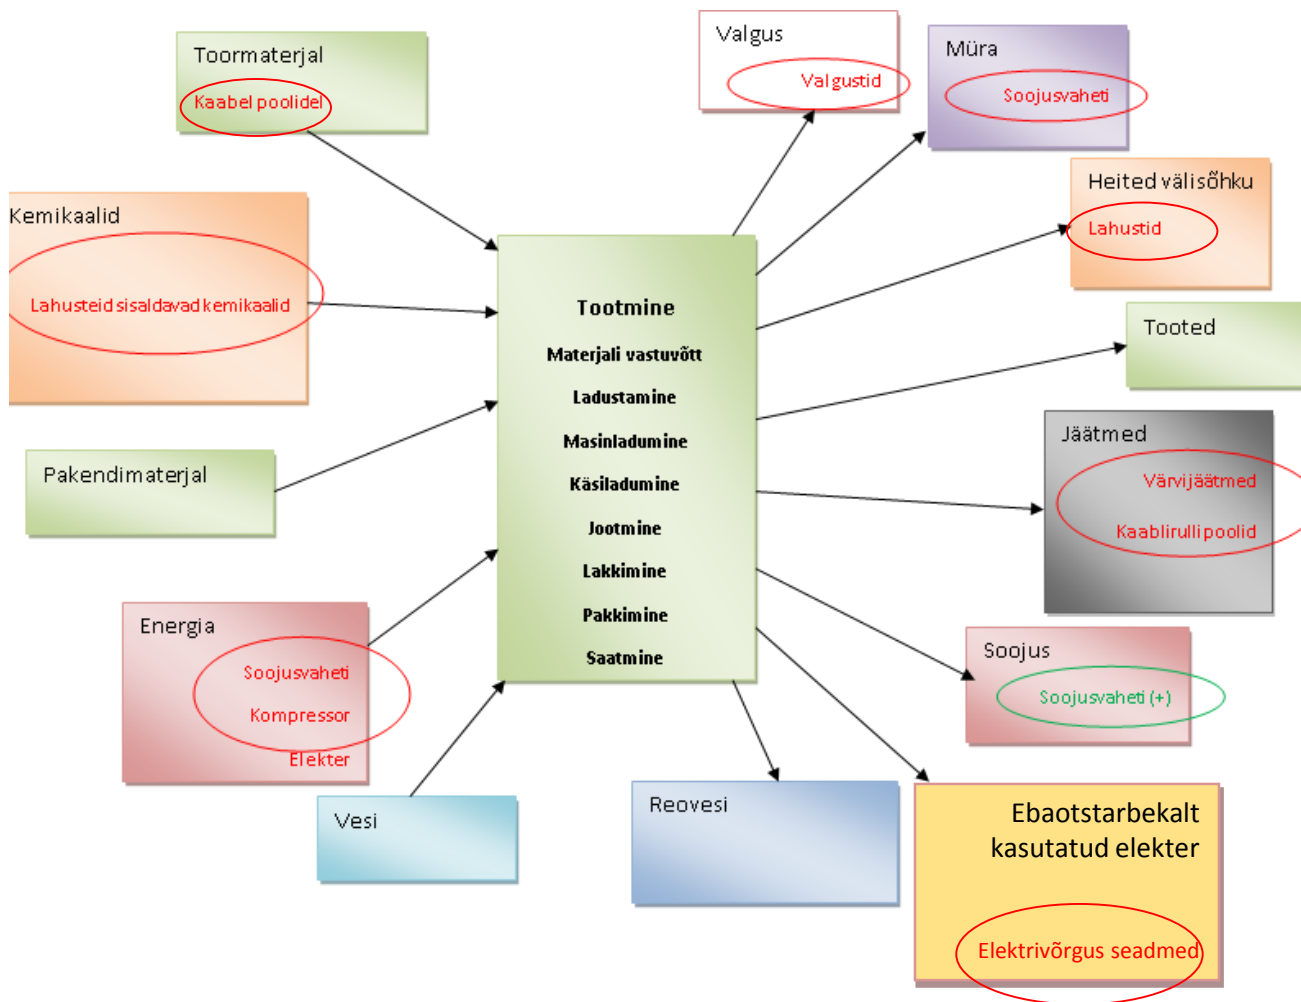 Toormaterjal
Kaabel poolidel
Valgus
Valgustid
Müra
Soojusvaheti
Heited välisõhku
Lahustid
Kemikaalid
Lahusteid sisaldavad kemikaalid
Tootmine
Materjali vastuvõtt
Ladustamine
Masinladumine
Käsiladumine
Jootmine
Lakkimine
Pakkimine
Saatmine
Tooted
Pakendimaterjal
Jäätmed
Värvijäätmed
Kaablirulli poolid
Energia
Soojusvaheti
Kompressor
Elekter
Soojus
Soojusvaheti (+)
Vesi
Reovesi
Ebaotstarbekalt
kasutatud elekter
Elektrivõrgus seadmed